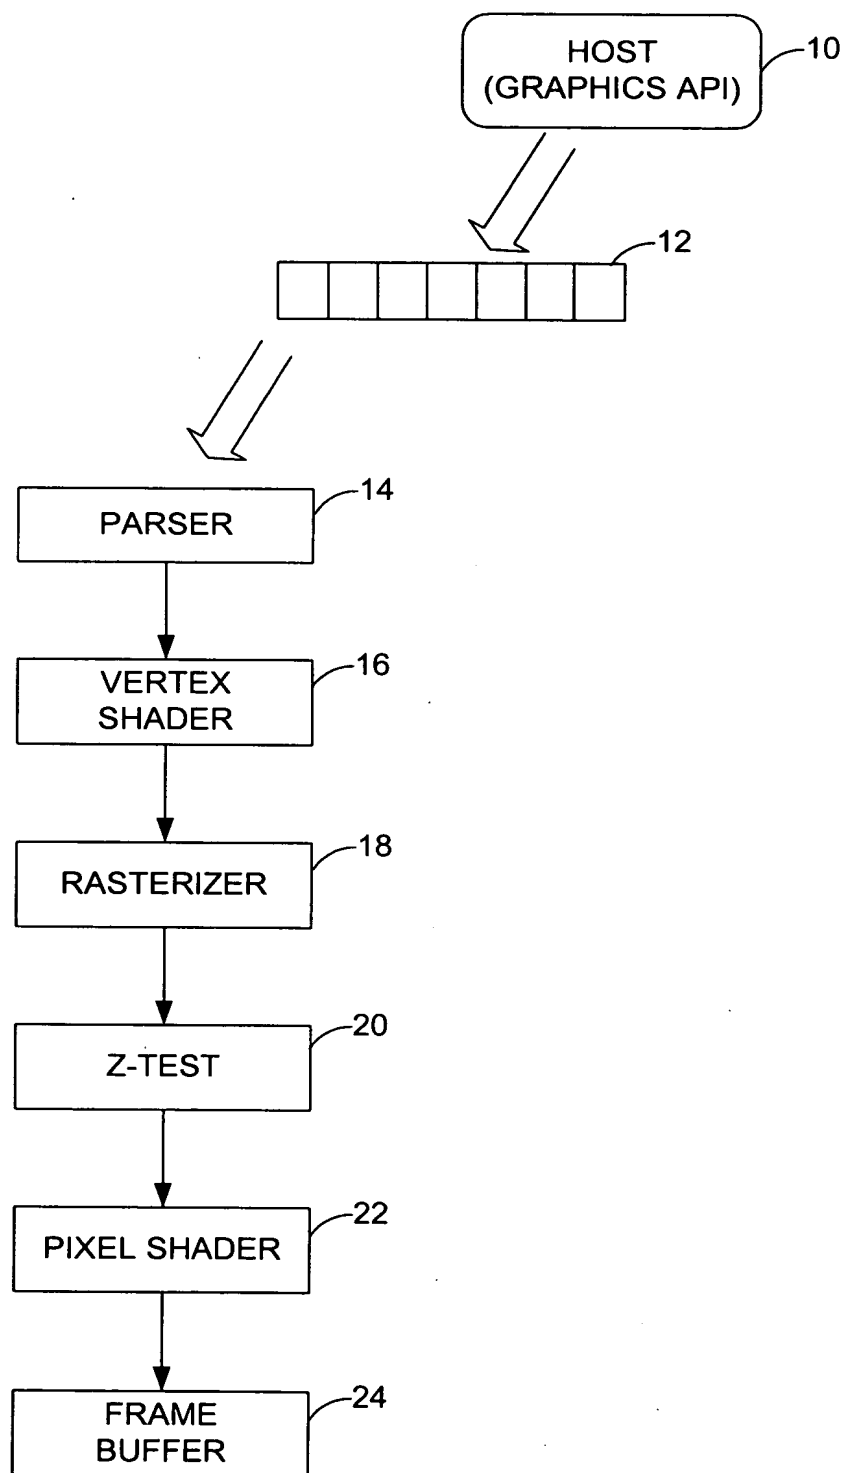 HOST
(GRAPHICS API)
10
12
14
PARSER
16
VERTEX
SHADER
18
RASTERIZER
20
Z-TEST
22
PIXEL SHADER
24
FRAME
BUFFER